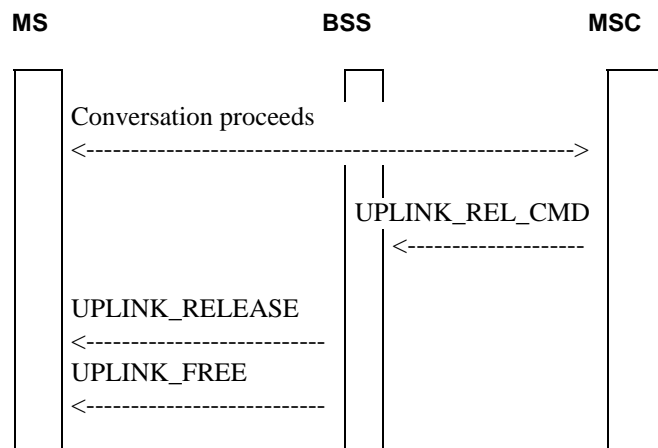 MS BSS MSC
Conversation proceeds
<------------------------------------------------------->
UPLINK_REL_CMD
<--------------------
UPLINK_RELEASE
<---------------------------
UPLINK_FREE
<---------------------------